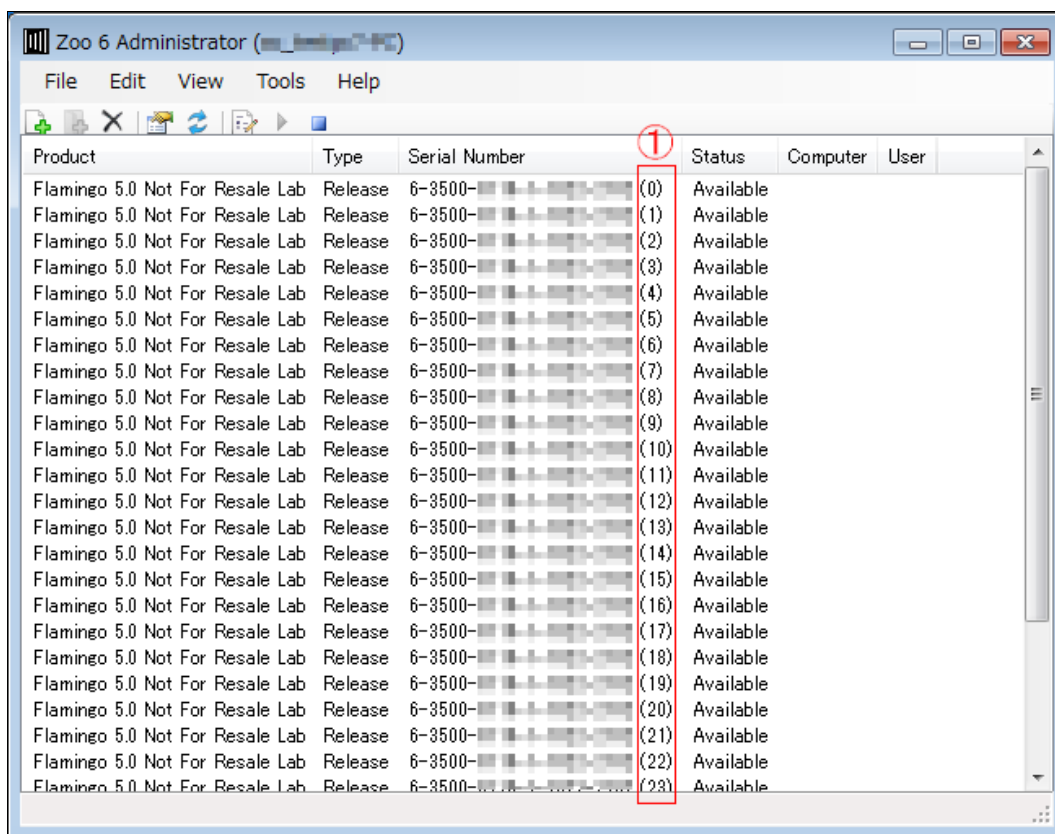 Zoo 6 Administrator ( )
File Edit View Tools Help
①
Product Type Serial Number Status Computer User
Flamingo 5.0 Not For Resale Lab Release 6-3500- (0) Available
Flamingo 5.0 Not For Resale Lab Release 6-3500- (1) Available
Flamingo 5.0 Not For Resale Lab Release 6-3500- (2) Available
Flamingo 5.0 Not For Resale Lab Release 6-3500- (3) Available
Flamingo 5.0 Not For Resale Lab Release 6-3500- (4) Available
Flamingo 5.0 Not For Resale Lab Release 6-3500- (5) Available
Flamingo 5.0 Not For Resale Lab Release 6-3500- (6) Available
Flamingo 5.0 Not For Resale Lab Release 6-3500- (7) Available
Flamingo 5.0 Not For Resale Lab Release 6-3500- (8) Available
Flamingo 5.0 Not For Resale Lab Release 6-3500- (9) Available
Flamingo 5.0 Not For Resale Lab Release 6-3500- (10) Available
Flamingo 5.0 Not For Resale Lab Release 6-3500- (11) Available
Flamingo 5.0 Not For Resale Lab Release 6-3500- (12) Available
Flamingo 5.0 Not For Resale Lab Release 6-3500- (13) Available
Flamingo 5.0 Not For Resale Lab Release 6-3500- (14) Available
Flamingo 5.0 Not For Resale Lab Release 6-3500- (15) Available
Flamingo 5.0 Not For Resale Lab Release 6-3500- (16) Available
Flamingo 5.0 Not For Resale Lab Release 6-3500- (17) Available
Flamingo 5.0 Not For Resale Lab Release 6-3500- (18) Available
Flamingo 5.0 Not For Resale Lab Release 6-3500- (19) Available
Flamingo 5.0 Not For Resale Lab Release 6-3500- (20) Available
Flamingo 5.0 Not For Resale Lab Release 6-3500- (21) Available
Flamingo 5.0 Not For Resale Lab Release 6-3500- (22) Available
Flamingo 5.0 Not For Resale Lab Release 6-3500- (23) Available